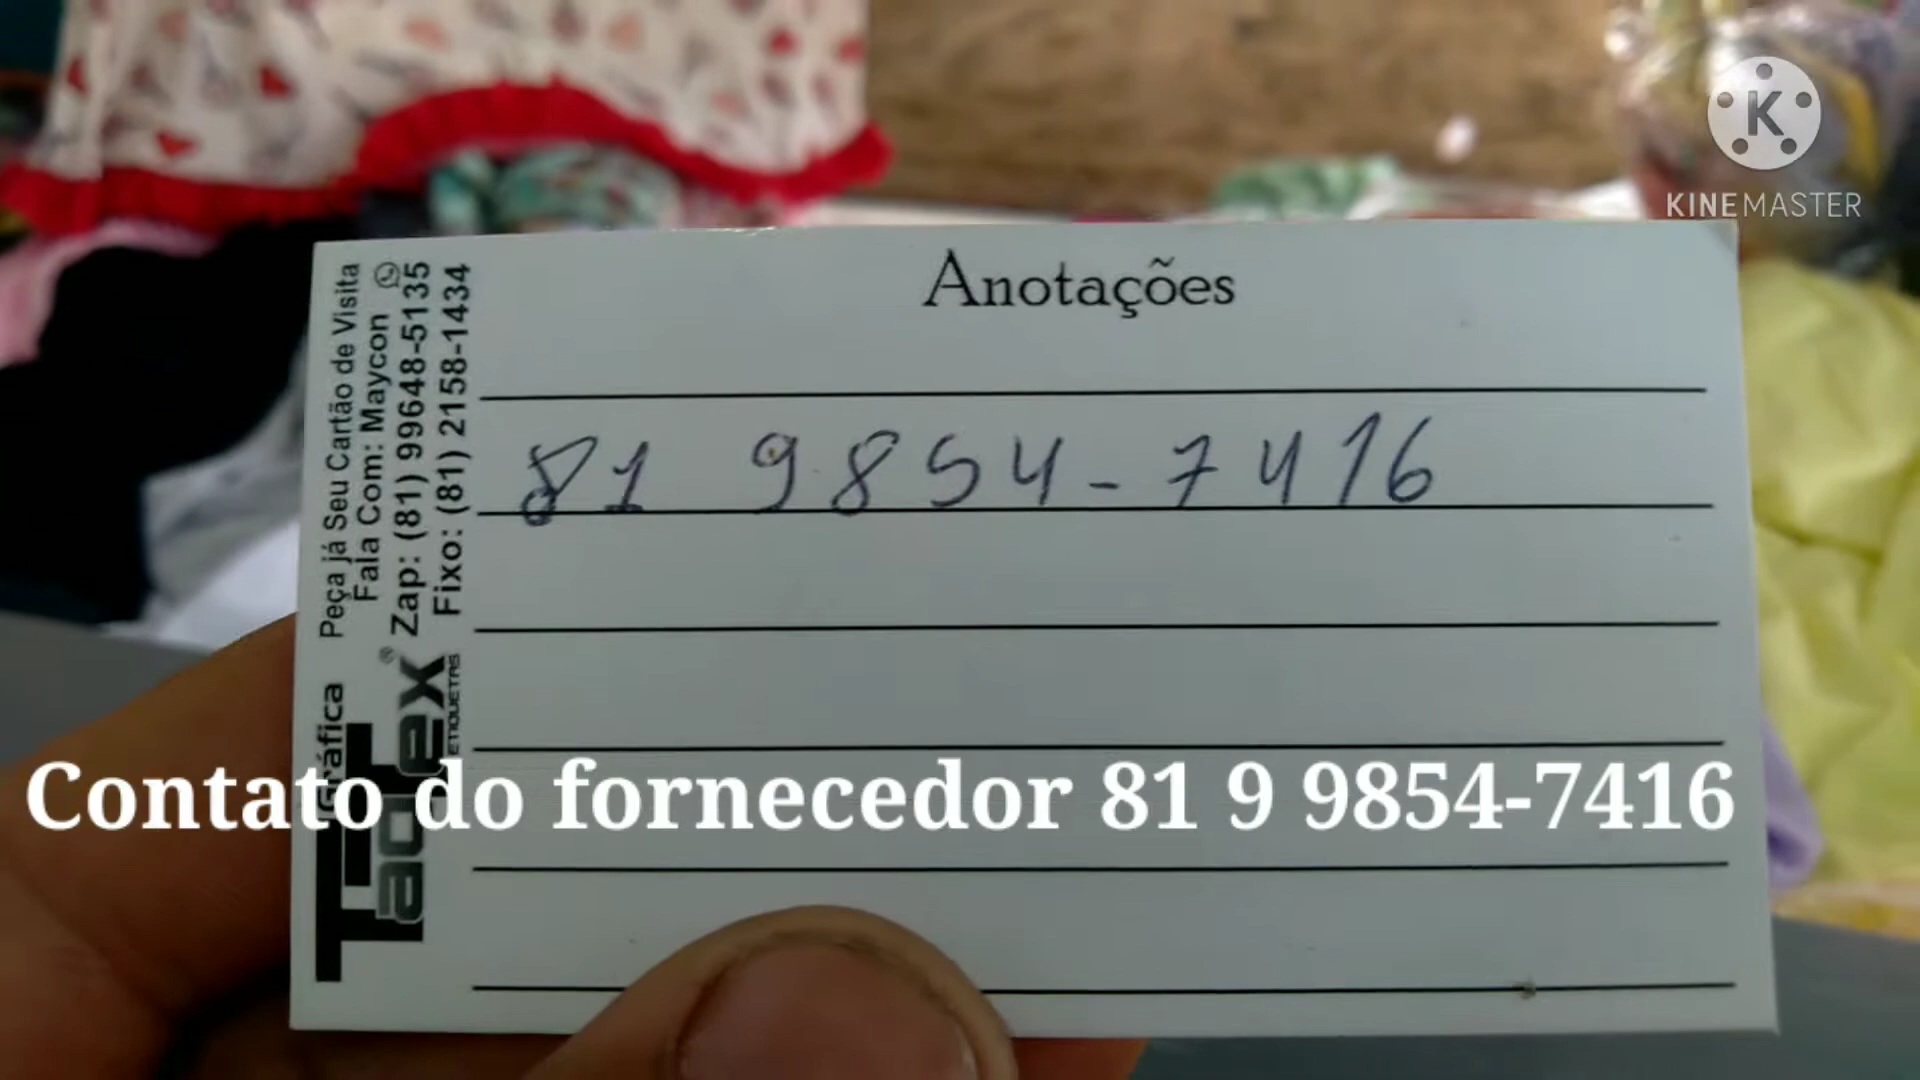 KINEMASTER
Anotações
81 9854-7416
Peça já Seu Cartão de Visita
Fala Com: Maycon
Zap: (81) 99648-5135
Fixo: (81) 2158-1434
Gráfica
Tadex®
ETIQUETAS
Contato do fornecedor 81 9 9854-7416